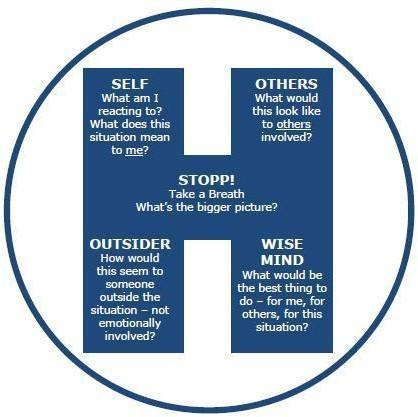 SELF
What am I
reacting to?
What does this
situation mean
to me?
OTHERS
What would
this look like
to others
involved?
STOPP!
Take a Breath
What's the bigger picture?
OUTSIDER
How would
this seem to
someone
outside the
situation – not
emotionally
involved?
WISE
MIND
What would be
the best thing to
do – for me, for
others, for this
situation?